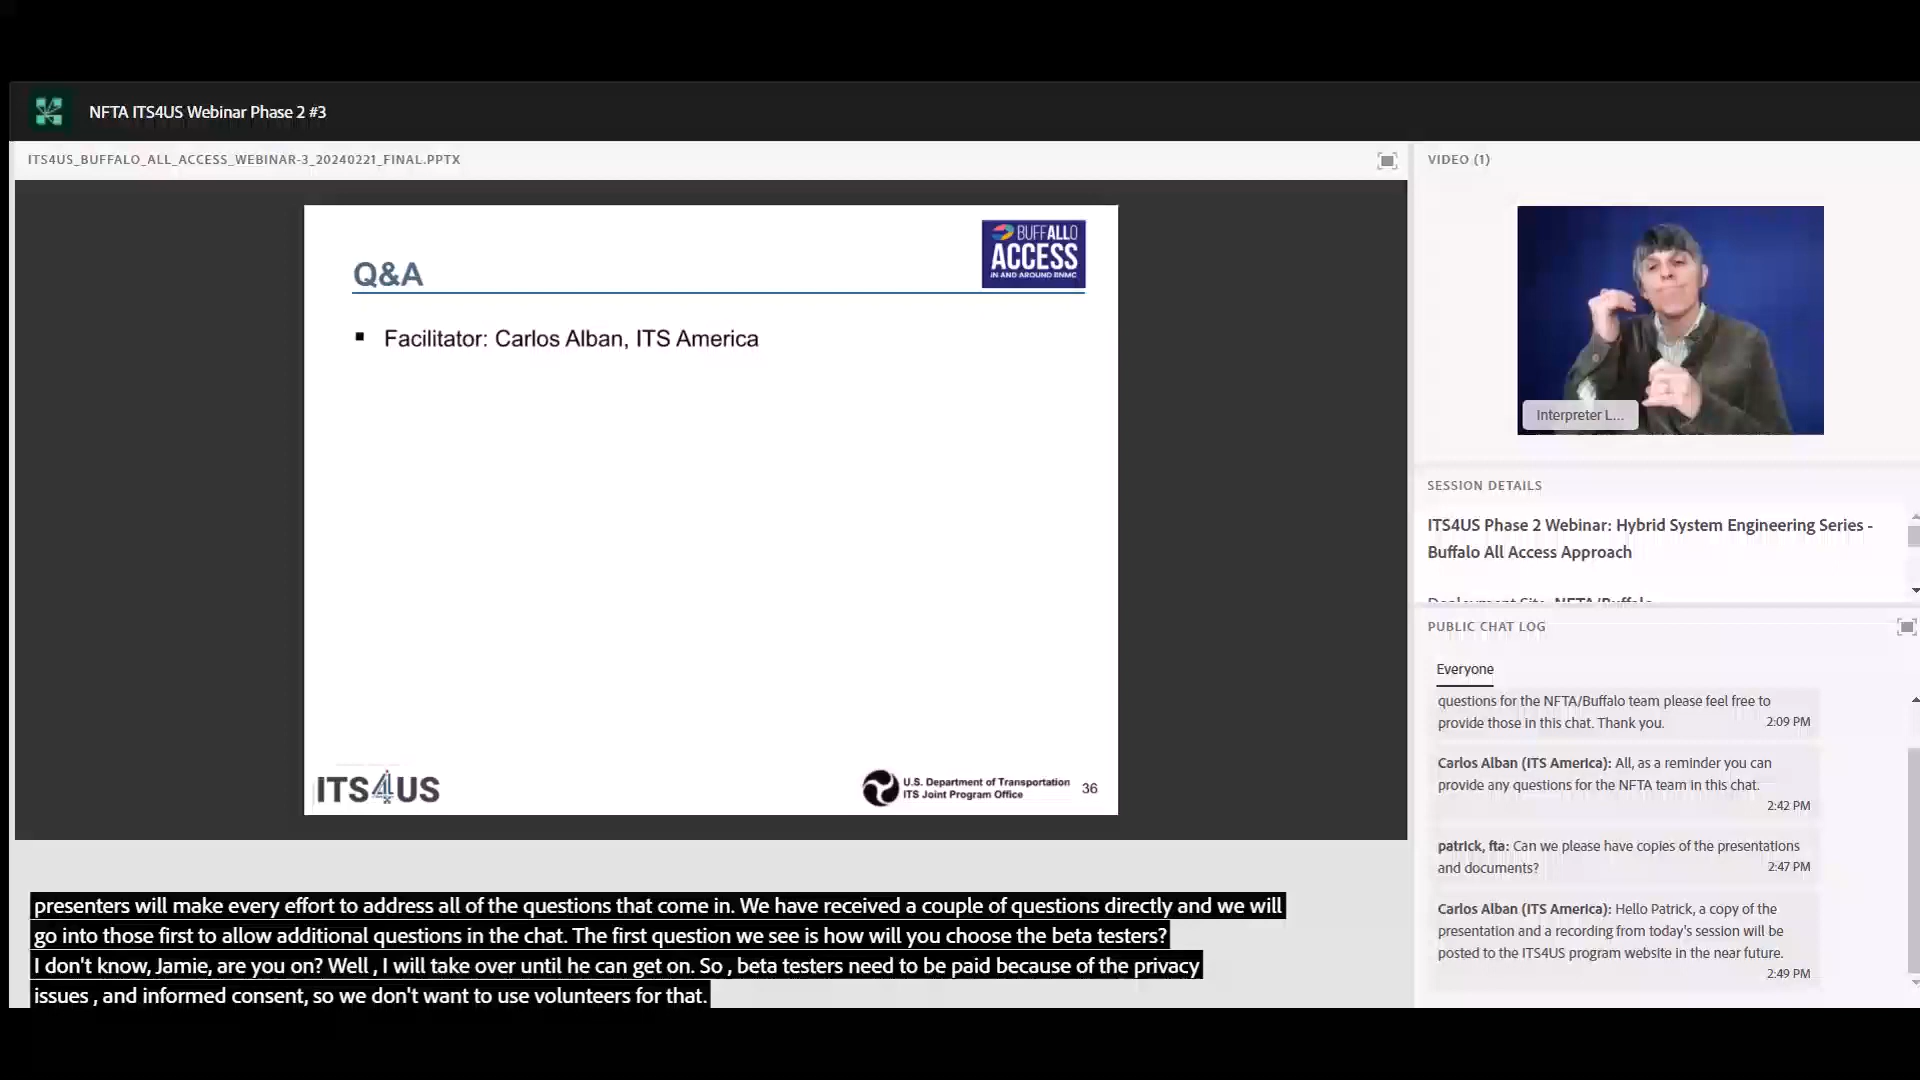 NFTA ITS4US Webinar Phase 2 #3
ITS4US_BUFFALO_ALL_ACCESS_WEBINAR-3_20240221_FINAL.PPTX
Q&A
BUFFALLO
ACCESS
IN AND AROUND BNMC
▪ Facilitator: Carlos Alban, ITS America
ITS4US
U.S. Department of Transportation
ITS Joint Program Office
36
presenters will make every effort to address all of the questions that come in. We have received a couple of questions directly and we will
go into those first to allow additional questions in the chat. The first question we see is how will you choose the beta testers?
I don't know, Jamie, are you on? Well , I will take over until he can get on. So , beta testers need to be paid because of the privacy
issues , and informed consent, so we don't want to use volunteers for that.
VIDEO (1)
Interpreter L...
SESSION DETAILS
ITS4US Phase 2 Webinar: Hybrid System Engineering Series -
Buffalo All Access Approach
Deployment Site: NFTA/Buffalo
PUBLIC CHAT LOG
Everyone
questions for the NFTA/Buffalo team please feel free to
provide those in this chat. Thank you. 2:09 PM
Carlos Alban (ITS America): All, as a reminder you can
provide any questions for the NFTA team in this chat.
2:42 PM
patrick, fta: Can we please have copies of the presentations
and documents? 2:47 PM
Carlos Alban (ITS America): Hello Patrick, a copy of the
presentation and a recording from today's session will be
posted to the ITS4US program website in the near future.
2:49 PM